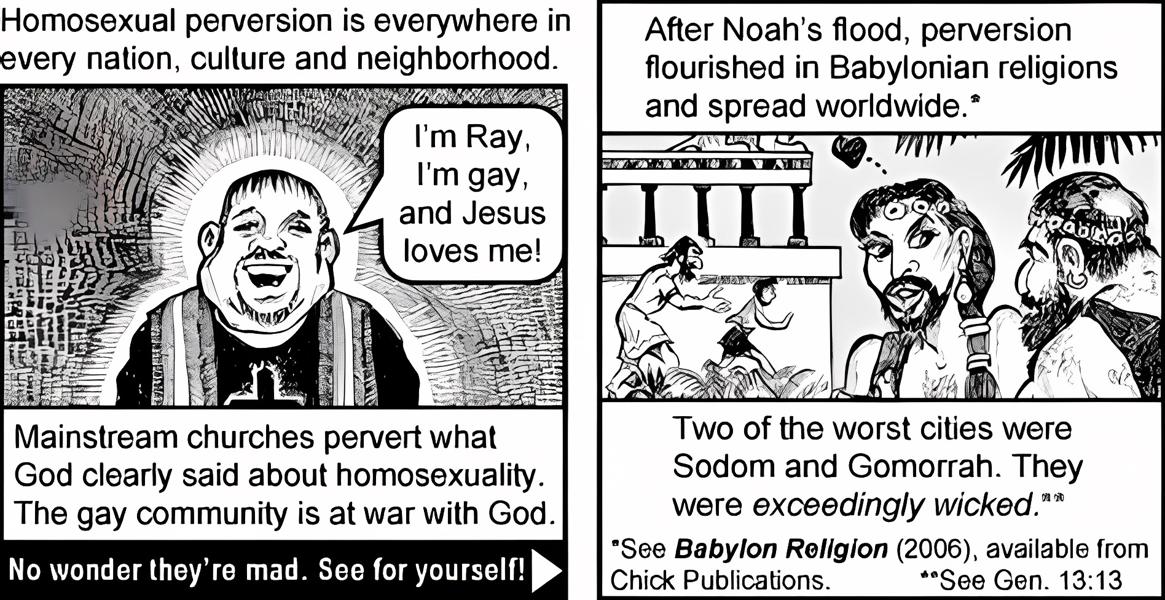 Homosexual perversion is everywhere in
every nation, culture and neighborhood.
I'm Ray,
I'm gay,
and Jesus
loves me!
Mainstream churches pervert what
God clearly said about homosexuality.
The gay community is at war with God.
No wonder they're mad. See for yourself!
After Noah's flood, perversion
flourished in Babylonian religions
and spread worldwide.*
Two of the worst cities were
Sodom and Gomorrah. They
were exceedingly wicked.**
*See Babylon Religion (2006), available from
Chick Publications. **See Gen. 13:13